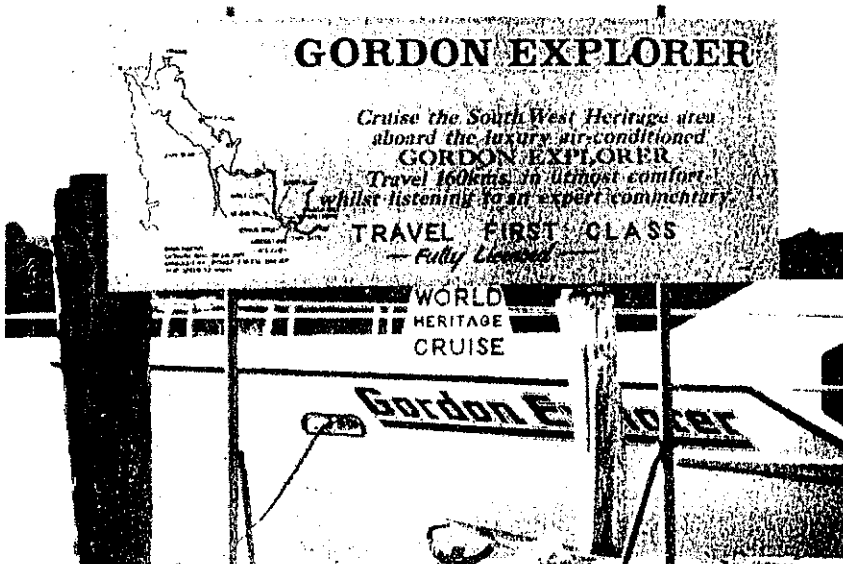 GORDON EXPLORER
Cruise the South West Heritage area
aboard the luxury air-conditioned
GORDON EXPLORER
Travel 160kms. in utmost comfort
whilst listening to an expert commentary.
TRAVEL FIRST CLASS
— Fully Licensed —
WORLD
HERITAGE
CRUISE
Gordon E lorer